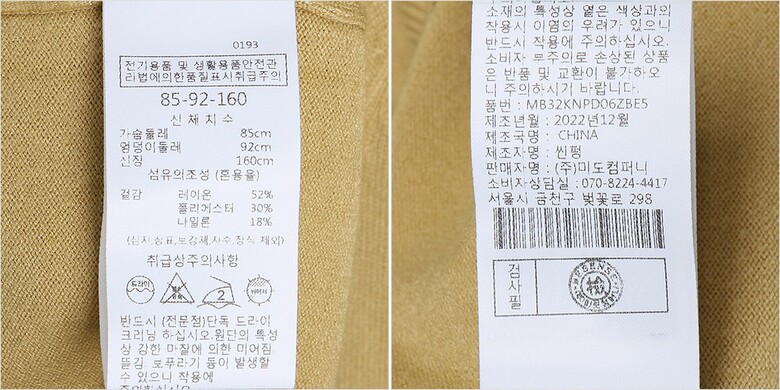 0193
전기용품 및 생활용품안전관
리법에의한품질표시취급주의
85-92-160
신체치수
가슴둘레 : 85cm
엉덩이둘레 : 92cm
신장 : 160cm
섬유의조성 (혼용율)
겉감 레이온 52%
폴리에스터 30%
나일론 18%
(심지,상표,보강재,자수,장식 제외)
취급상주의사항
드라이
2
반드시 (전문점)단독 드라이
크리닝 하십시오.원단의 특성
상 강한 마찰에 의한 미어짐
뜯김, 보푸라기 등이 발생할
수 있으니 착용에
소재의 특성상 옅은 색상과의
착용시 이염의 우려가 있으니
반드시 착용에 주의하십시오.
소비자 부주의로 손상된 상품
은 반품 및 교환이 불가하오
니 주의하시기 바랍니다.
품번 : MB32KNPD06ZBE5
제조년월 : 2022년12월
제조국명 : CHINA
제조자명 : 씬펑
판매자명 : (주)미도컴퍼니
소비자상담실 : 070-8224-4417
서울시 금천구 벚꽃로 298
검사필